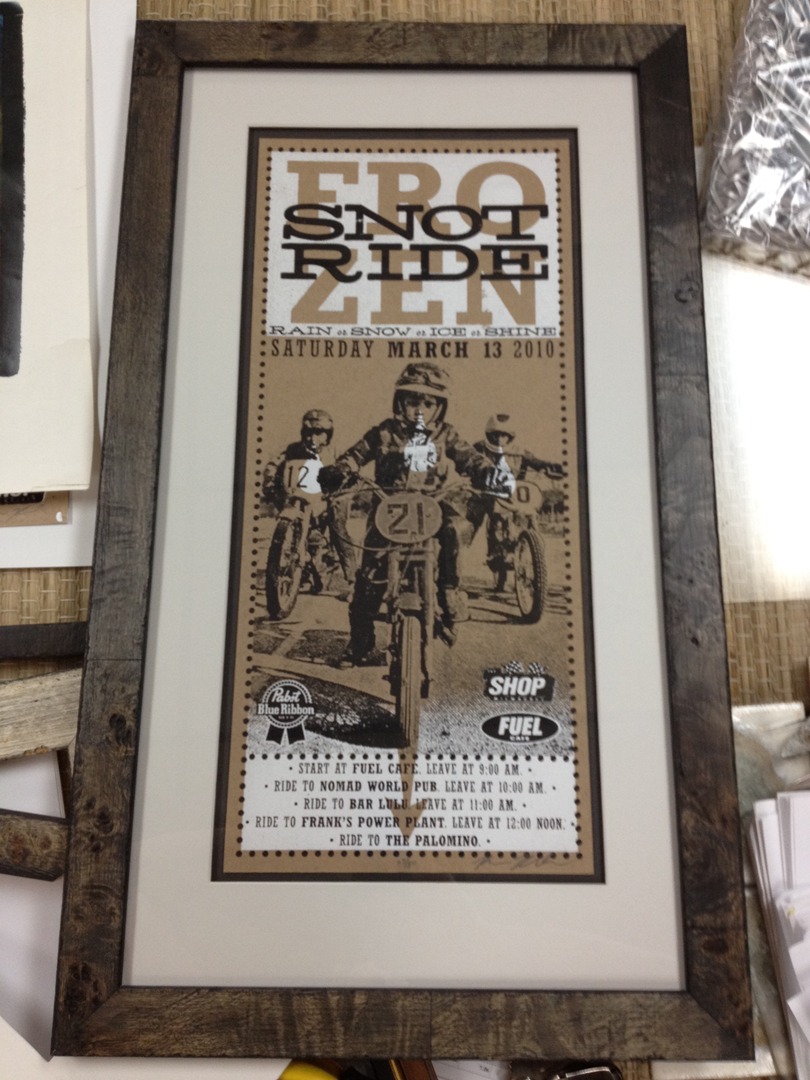 FRO
SNOT
RIDE
ZEN
RAIN or SNOW or ICE or SHINE
SATURDAY MARCH 13 2010
12
21
0
Pabst
Blue Ribbon
SHOP
FUEL
CAFE
• START AT FUEL CAFE. LEAVE AT 9:00 AM. •
• RIDE TO NOMAD WORLD PUB. LEAVE AT 10:00 AM. •
• RIDE TO BAR LULU. LEAVE AT 11:00 AM. •
• RIDE TO FRANK'S POWER PLANT. LEAVE AT 12:00 NOON. •
• RIDE TO THE PALOMINO. •